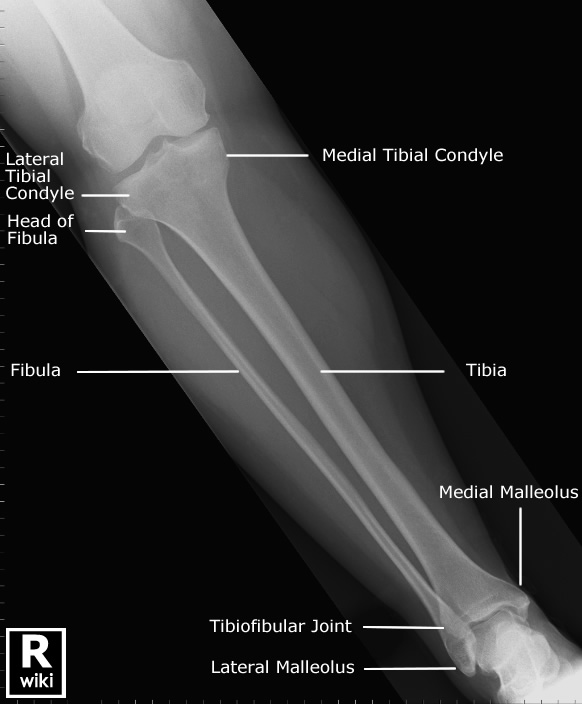 Medial Tibial Condyle
Lateral
Tibial
Condyle
Head of
Fibula
Fibula
Tibia
Medial Malleolus
Tibiofibular Joint
Lateral Malleolus
R
wiki